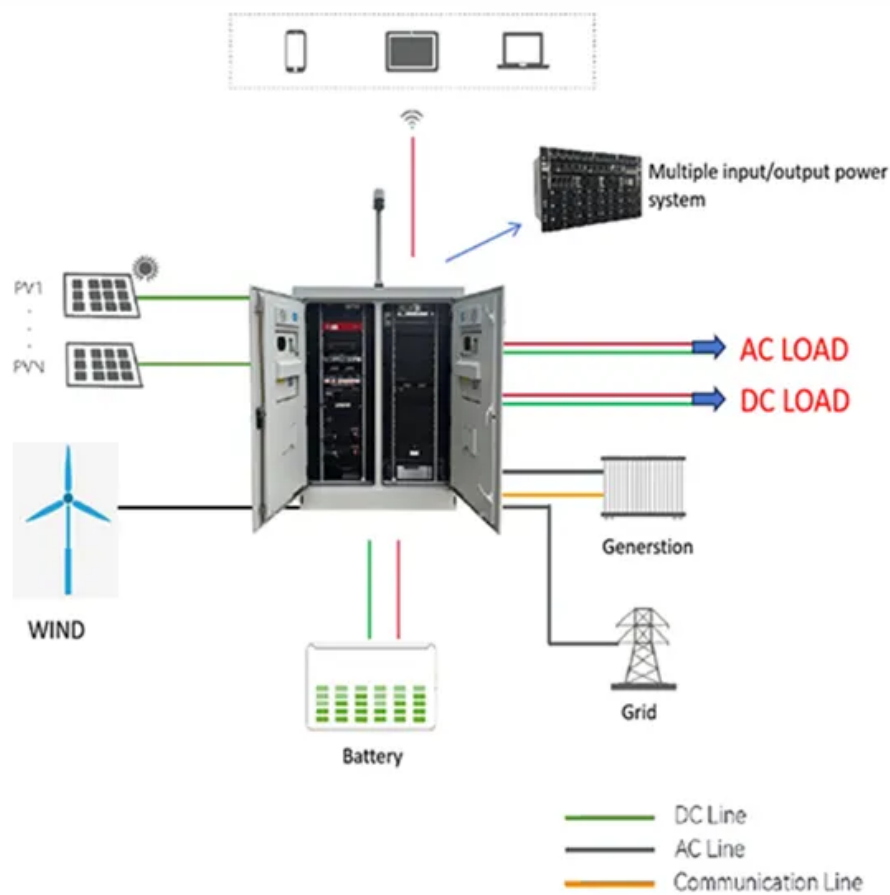 Multiple input/output power
system
PV1
PVN
AC LOAD
DC LOAD
WIND
Generstion
Battery
Grid
DC Line
AC Line
Communication Line